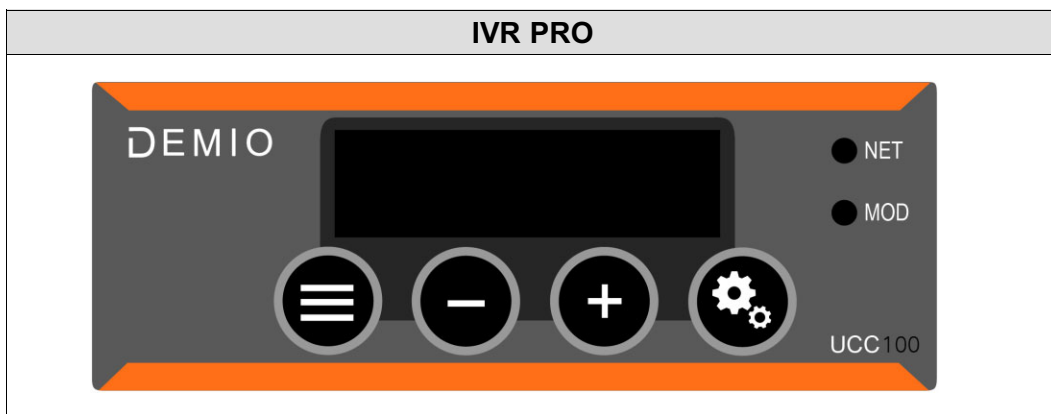 IVR PRO
DEMIO
NET
MOD
UCC100